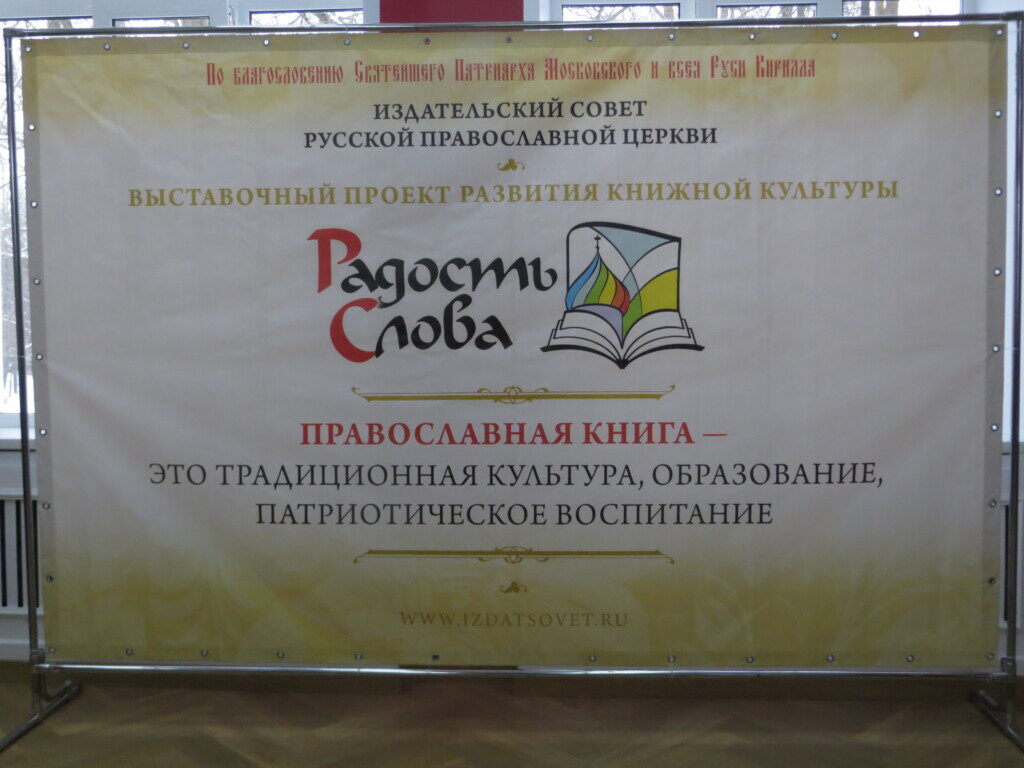 По благословению Святейшего Патриарха Московского и всея Руси Кирилла
ИЗДАТЕЛЬСКИЙ СОВЕТ
РУССКОЙ ПРАВОСЛАВНОЙ ЦЕРКВИ
ВЫСТАВОЧНЫЙ ПРОЕКТ РАЗВИТИЯ КНИЖНОЙ КУЛЬТУРЫ
Радость
Слова
ПРАВОСЛАВНАЯ КНИГА —
ЭТО ТРАДИЦИОННАЯ КУЛЬТУРА, ОБРАЗОВАНИЕ,
ПАТРИОТИЧЕСКОЕ ВОСПИТАНИЕ
WWW.IZDATSOVET.RU